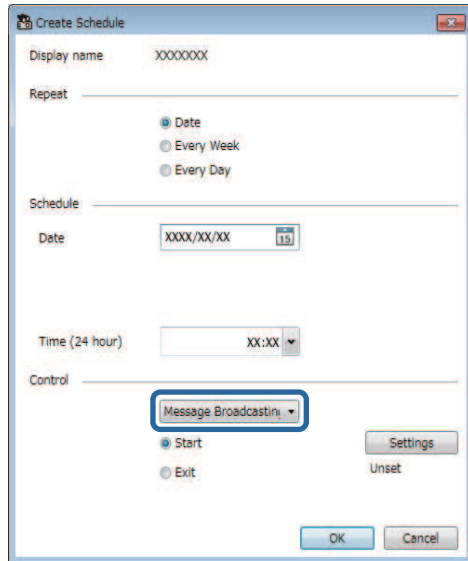 Create Schedule
Display name XXXXXXX
Repeat
Date
Every Week
Every Day
Schedule
Date XXXX/XX/XX 15
Time (24 hour) XX:XX
Control
Message Broadcastin
Start Settings
Exit Unset
OK Cancel